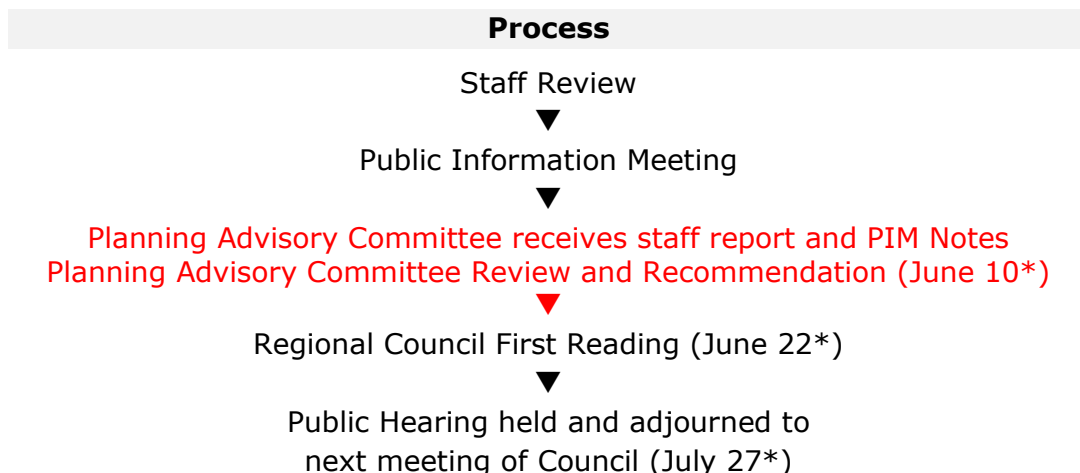 Process
Staff Review
Public Information Meeting
Planning Advisory Committee receives staff report and PIM Notes
Planning Advisory Committee Review and Recommendation (June 10*)
Regional Council First Reading (June 22*)
Public Hearing held and adjourned to
next meeting of Council (July 27*)